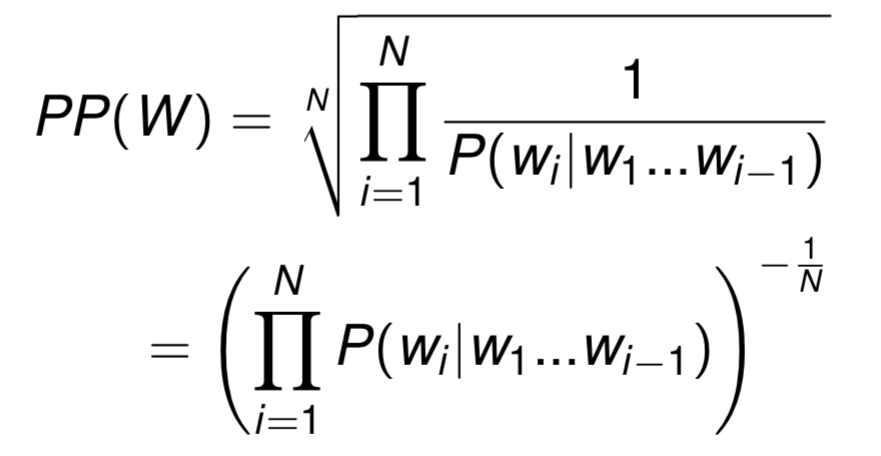 PP(W) = \sqrt[N]{\prod_{i=1}^{N} \frac{1}{P(w_i|w_1...w_{i-1})}}
= \left( \prod_{i=1}^{N} P(w_i|w_1...w_{i-1}) \right)^{-\frac{1}{N}}